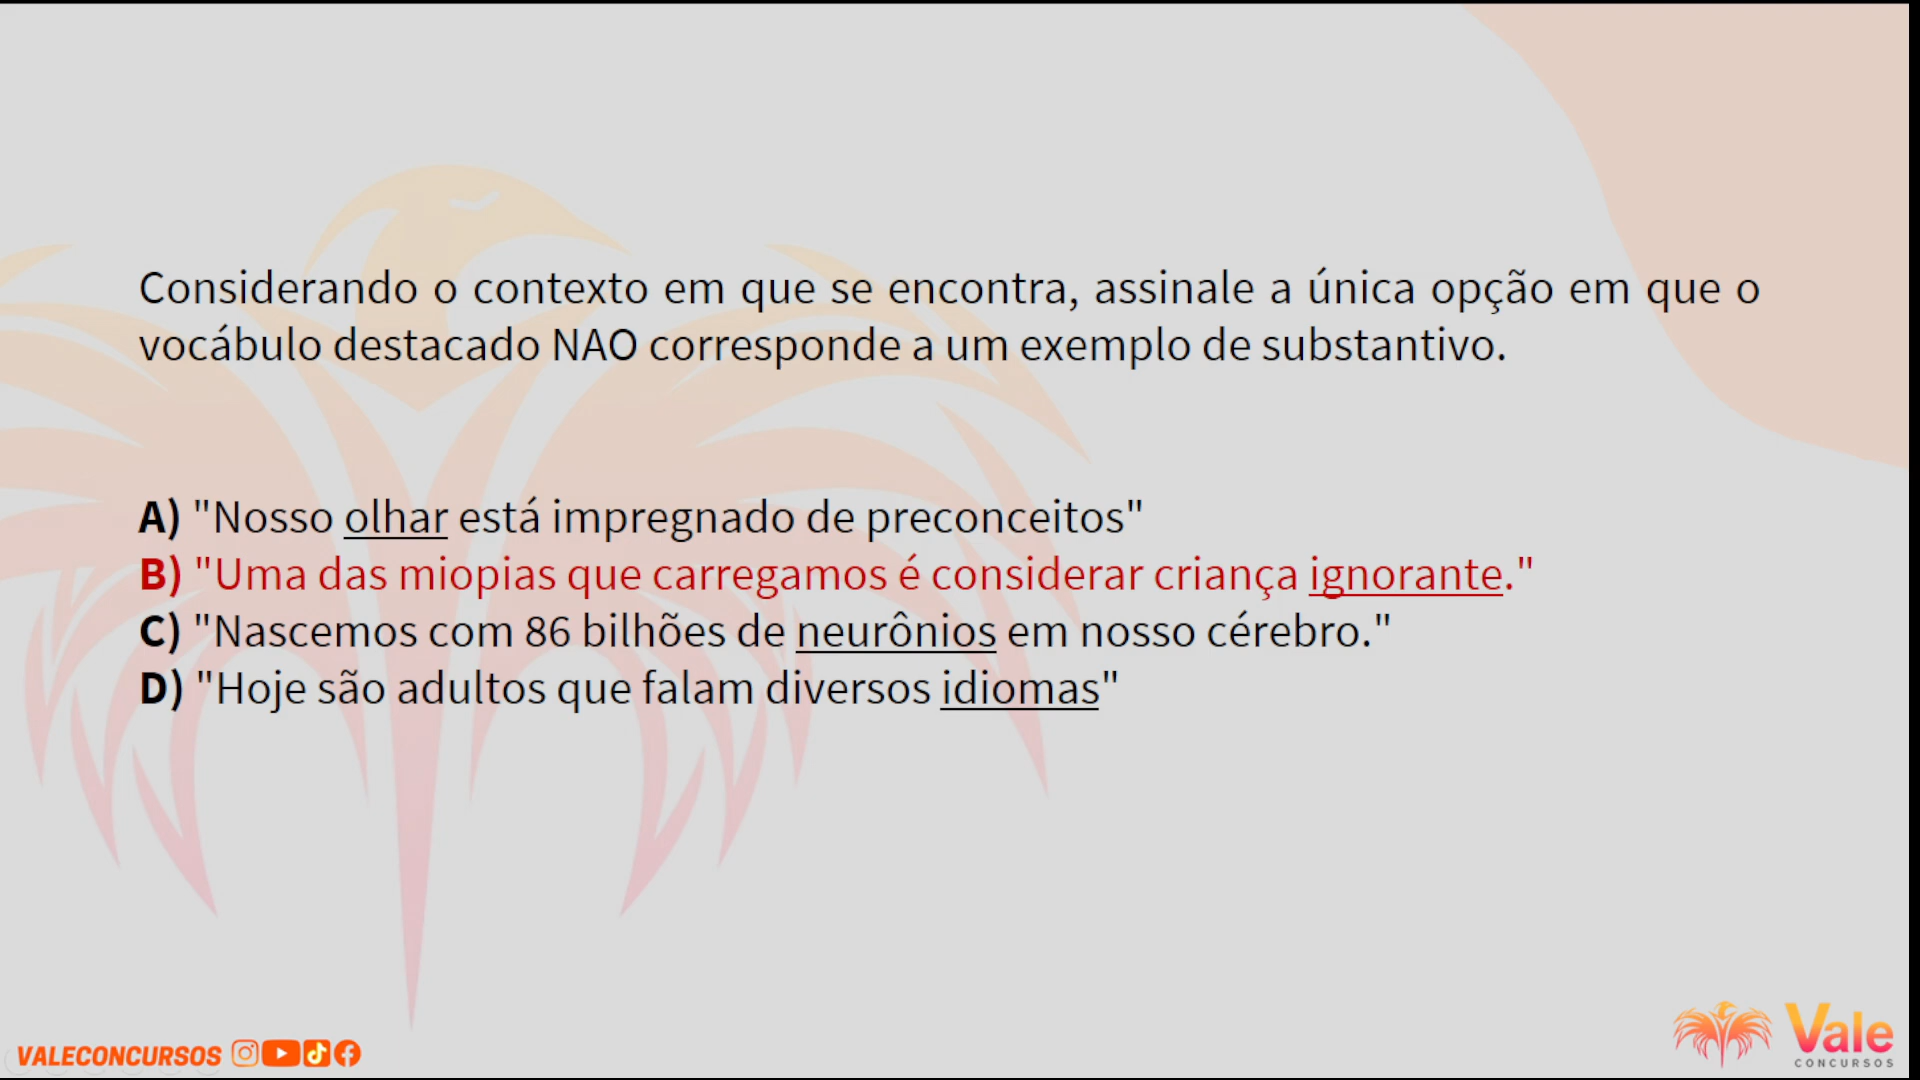 Considerando o contexto em que se encontra, assinale a única opção em que o
vocábulo destacado NAO corresponde a um exemplo de substantivo.
A) "Nosso olhar está impregnado de preconceitos"
B) "Uma das miopias que carregamos é considerar criança ignorante."
C) "Nascemos com 86 bilhões de neurônios em nosso cérebro."
D) "Hoje são adultos que falam diversos idiomas"
VALECONCURSOS
Vale
CONCURSOS